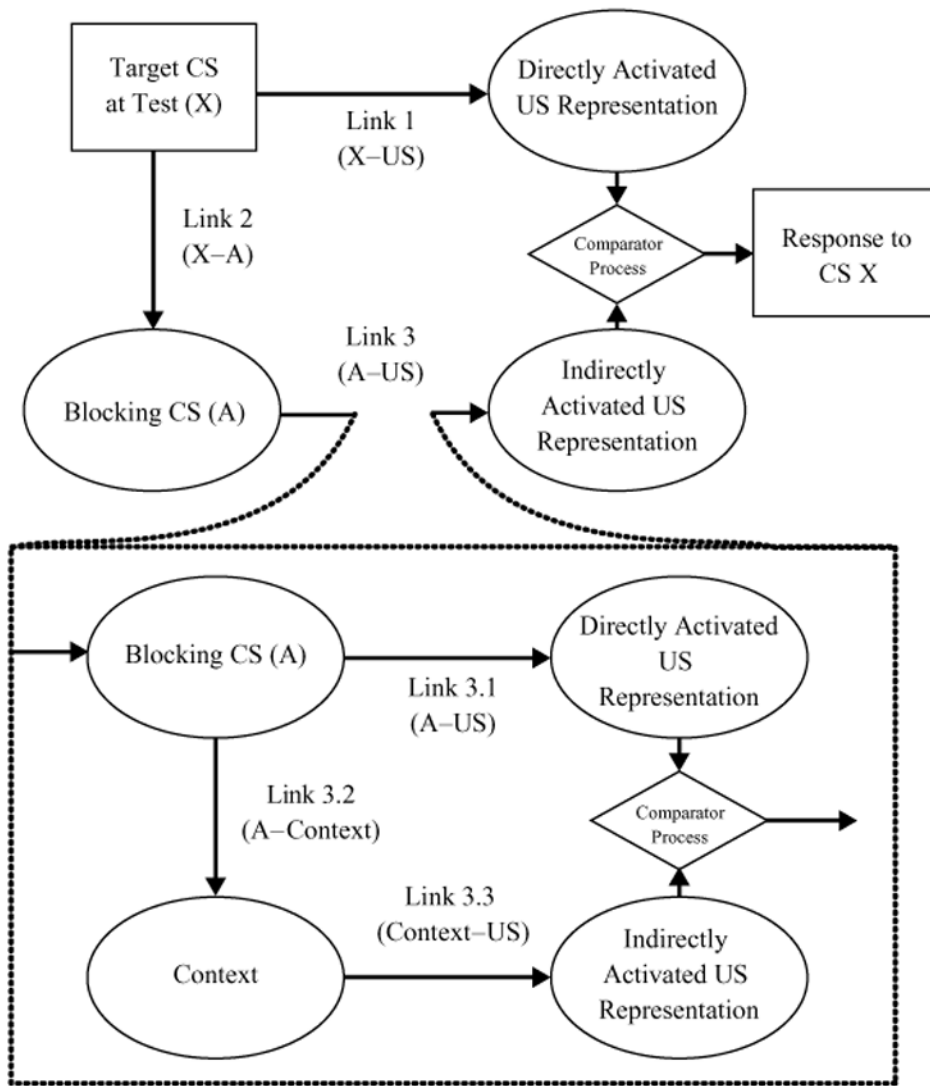 Target CS
at Test (X)
Directly Activated
US Representation
Link 1
(X–US)
Link 2
(X–A)
Comparator
Process
Response to
CS X
Link 3
(A–US)
Blocking CS (A)
Indirectly
Activated US
Representation
Blocking CS (A)
Directly Activated
US
Representation
Link 3.1
(A–US)
Link 3.2
(A–Context)
Comparator
Process
Link 3.3
(Context–US)
Context
Indirectly
Activated US
Representation